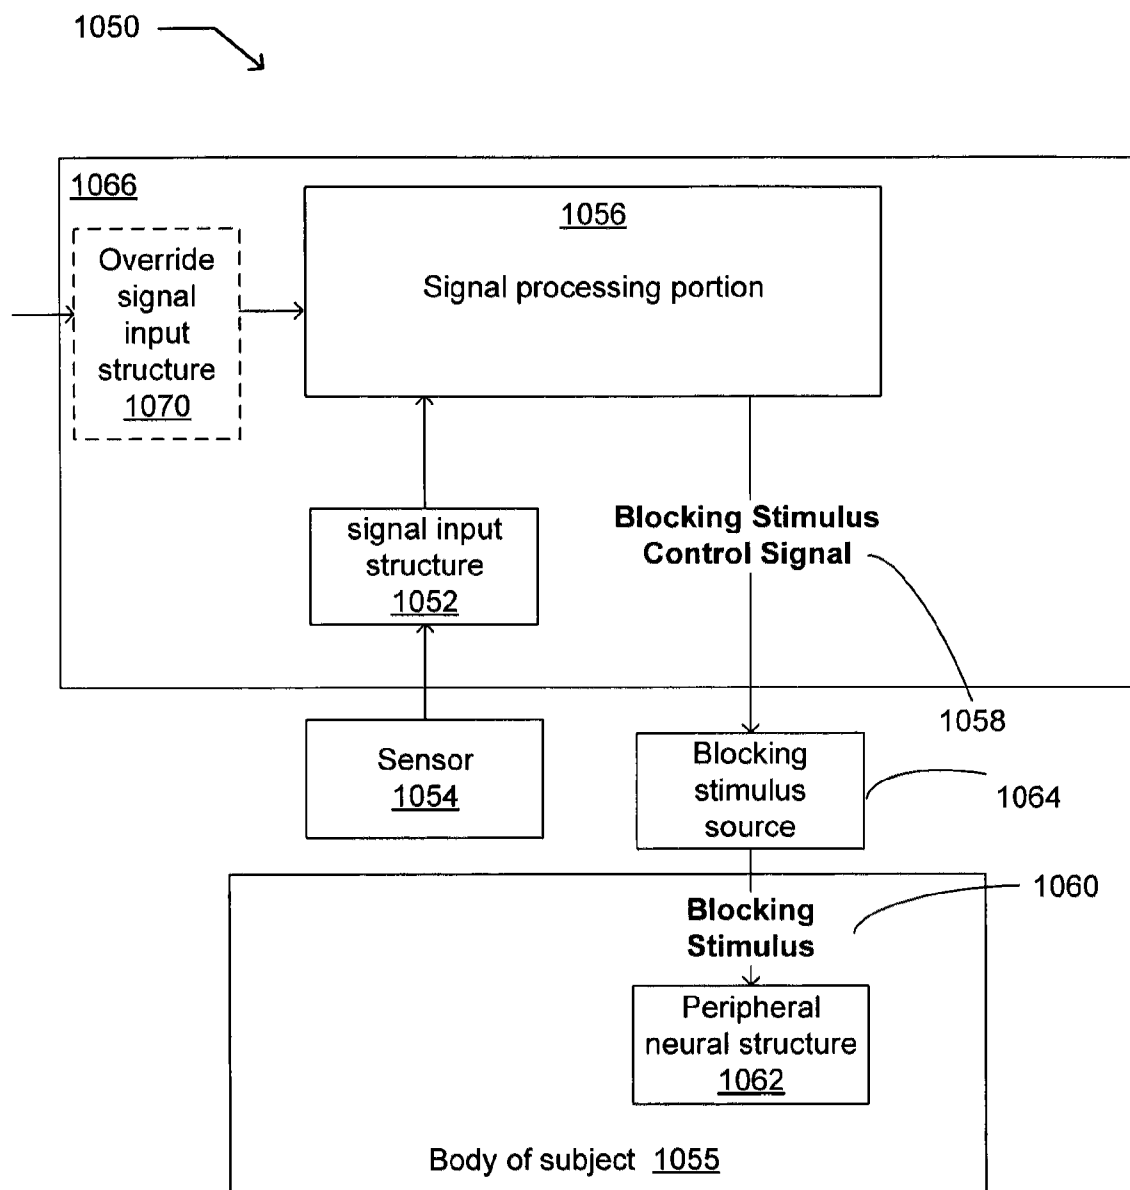 1050
1066
1056
Signal processing portion
Override
signal
input
structure
1070
signal input
structure
1052
Blocking Stimulus
Control Signal
1058
Sensor
1054
Blocking
stimulus
source
1064
1060
Blocking
Stimulus
Peripheral
neural structure
1062
Body of subject 1055